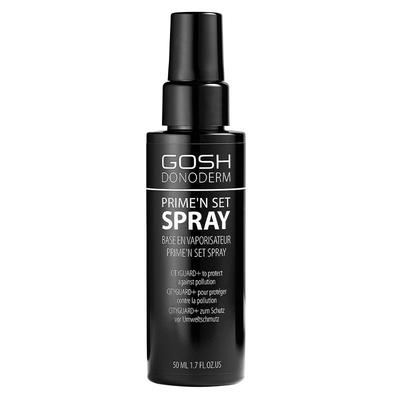 GOSH
DONODERM
PRIME'N SET
SPRAY
BASE EN VAPORISATEUR
PRIME'N SET SPRAY
CITYGUARD+ to protect
against pollution
CITYGUARD+ pour protéger
contre la pollution
CITYGUARD+ zum Schutz
vor Umweltschmutz
50 ML 1.7 FL.OZ.US